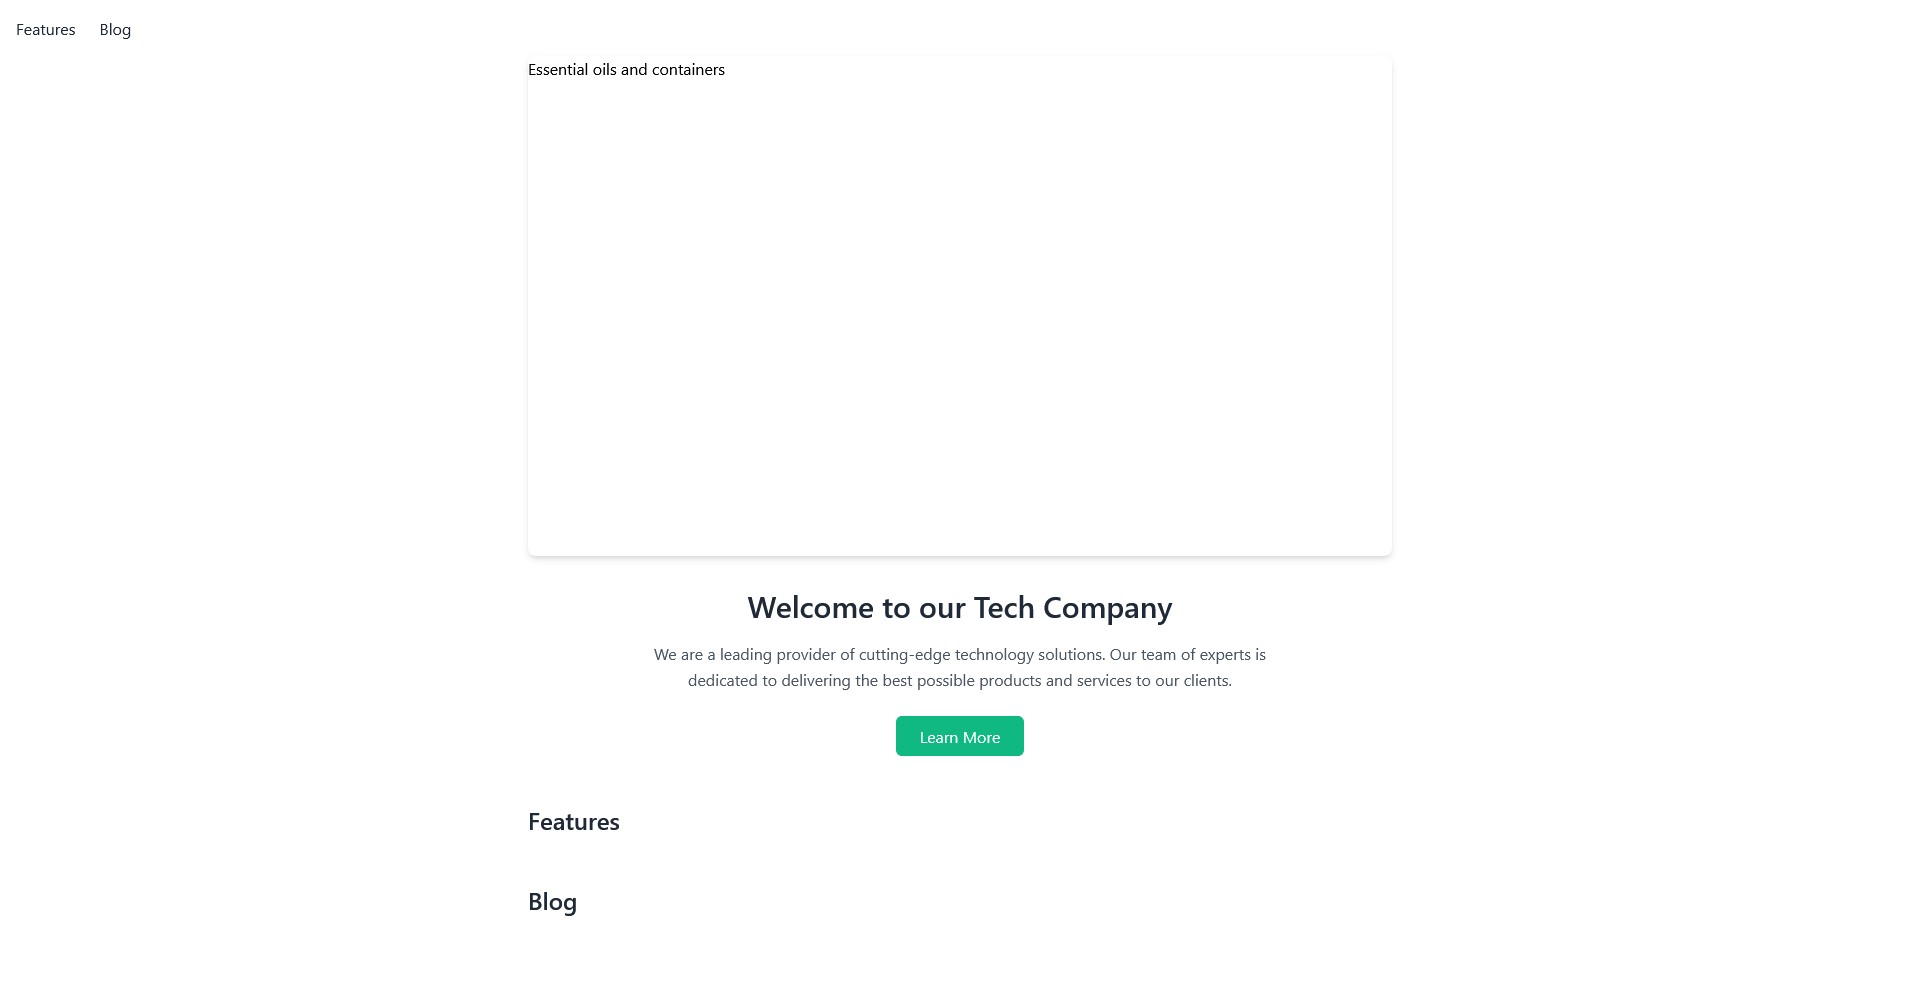 Features Blog
Essential oils and containers
Welcome to our Tech Company
We are a leading provider of cutting-edge technology solutions. Our team of experts is
dedicated to delivering the best possible products and services to our clients.
Learn More
Features
Blog